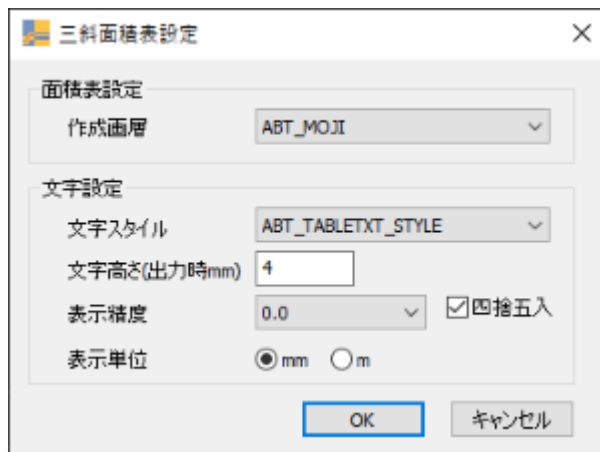 三斜面積表設定
面積表設定
作成画層 ABT_MOJI
文字設定
文字スタイル ABT_TABLETXT_STYLE
文字高さ(出力時mm) 4
表示精度 0.0 四捨五入
表示単位 mm m
OK キャンセル